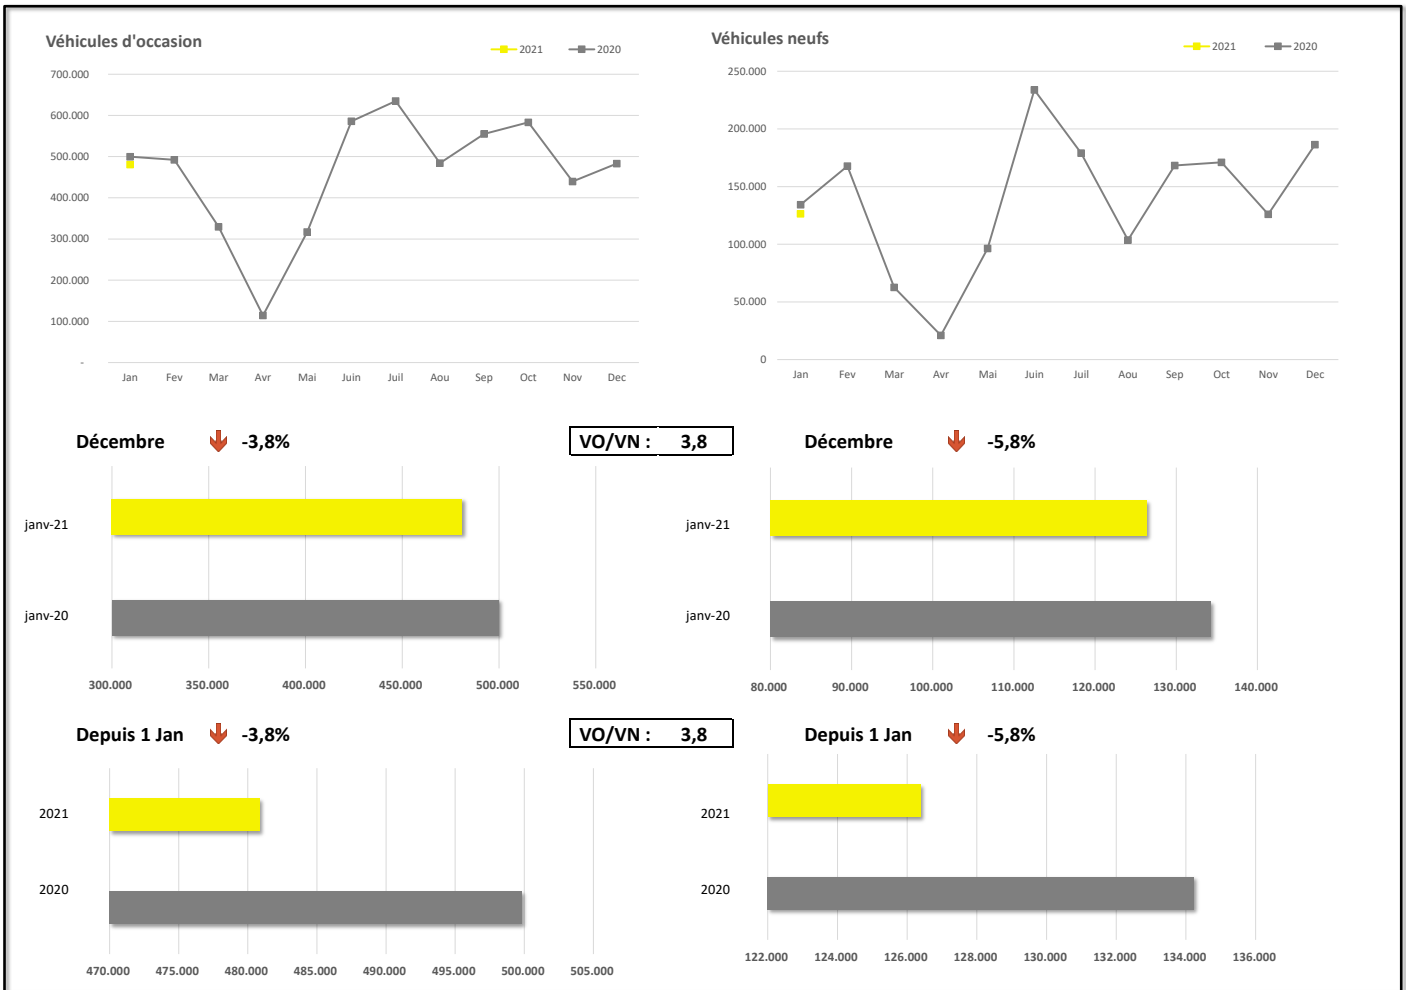 Véhicules d'occasion
2021 2020
700.000
600.000
500.000
400.000
300.000
200.000
100.000
-
Jan Fev Mar Avr Mai Juin Juil Aou Sep Oct Nov Dec
Véhicules neufs
2021 2020
250.000
200.000
150.000
100.000
50.000
0
Jan Fev Mar Avr Mai Juin Juil Aou Sep Oct Nov Dec
Décembre -3,8%
VO/VN : 3,8
Décembre -5,8%
janv-21
janv-20
300.000 350.000 400.000 450.000 500.000 550.000
janv-21
janv-20
80.000 90.000 100.000 110.000 120.000 130.000 140.000
Depuis 1 Jan -3,8%
VO/VN : 3,8
Depuis 1 Jan -5,8%
2021
2020
470.000 475.000 480.000 485.000 490.000 495.000 500.000 505.000
2021
2020
122.000 124.000 126.000 128.000 130.000 132.000 134.000 136.000